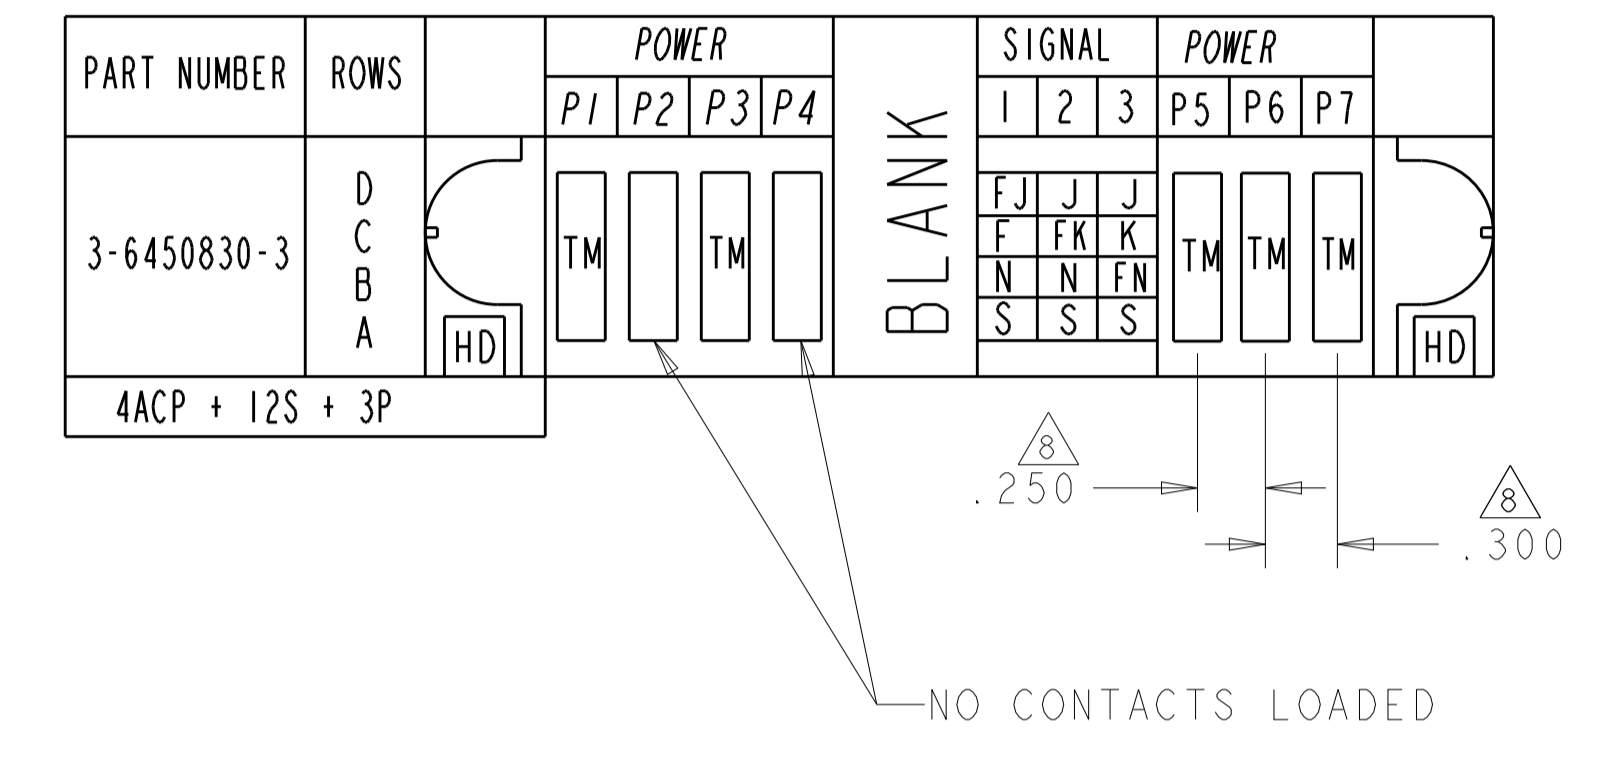 PART NUMBER ROWS POWER SIGNAL POWER
P1 P2 P3 P4 1 2 3 P5 P6 P7
3-6450830-3
D
C
B
A
HD
TM TM
BLANK
FJ J J
F FK K
N N FN
S S S
TM TM TM
HD
4ACP + 12S + 3P
8
.250
8
.300
NO CONTACTS LOADED